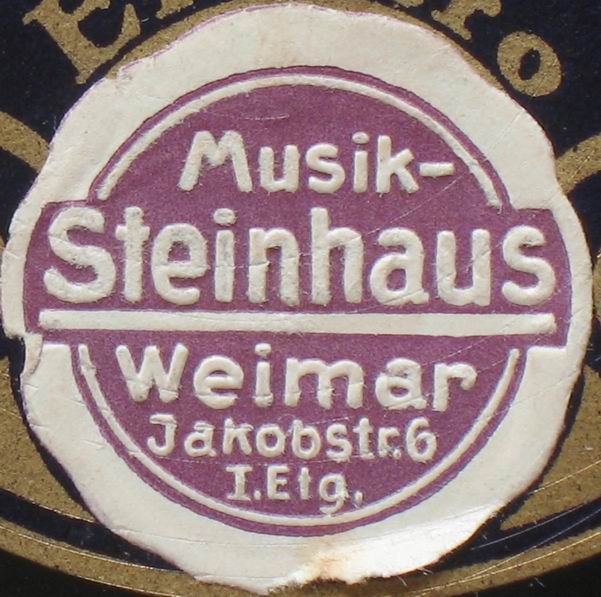 Musik-
Steinhaus
Weimar
Jakobstr.6
I.Etg.